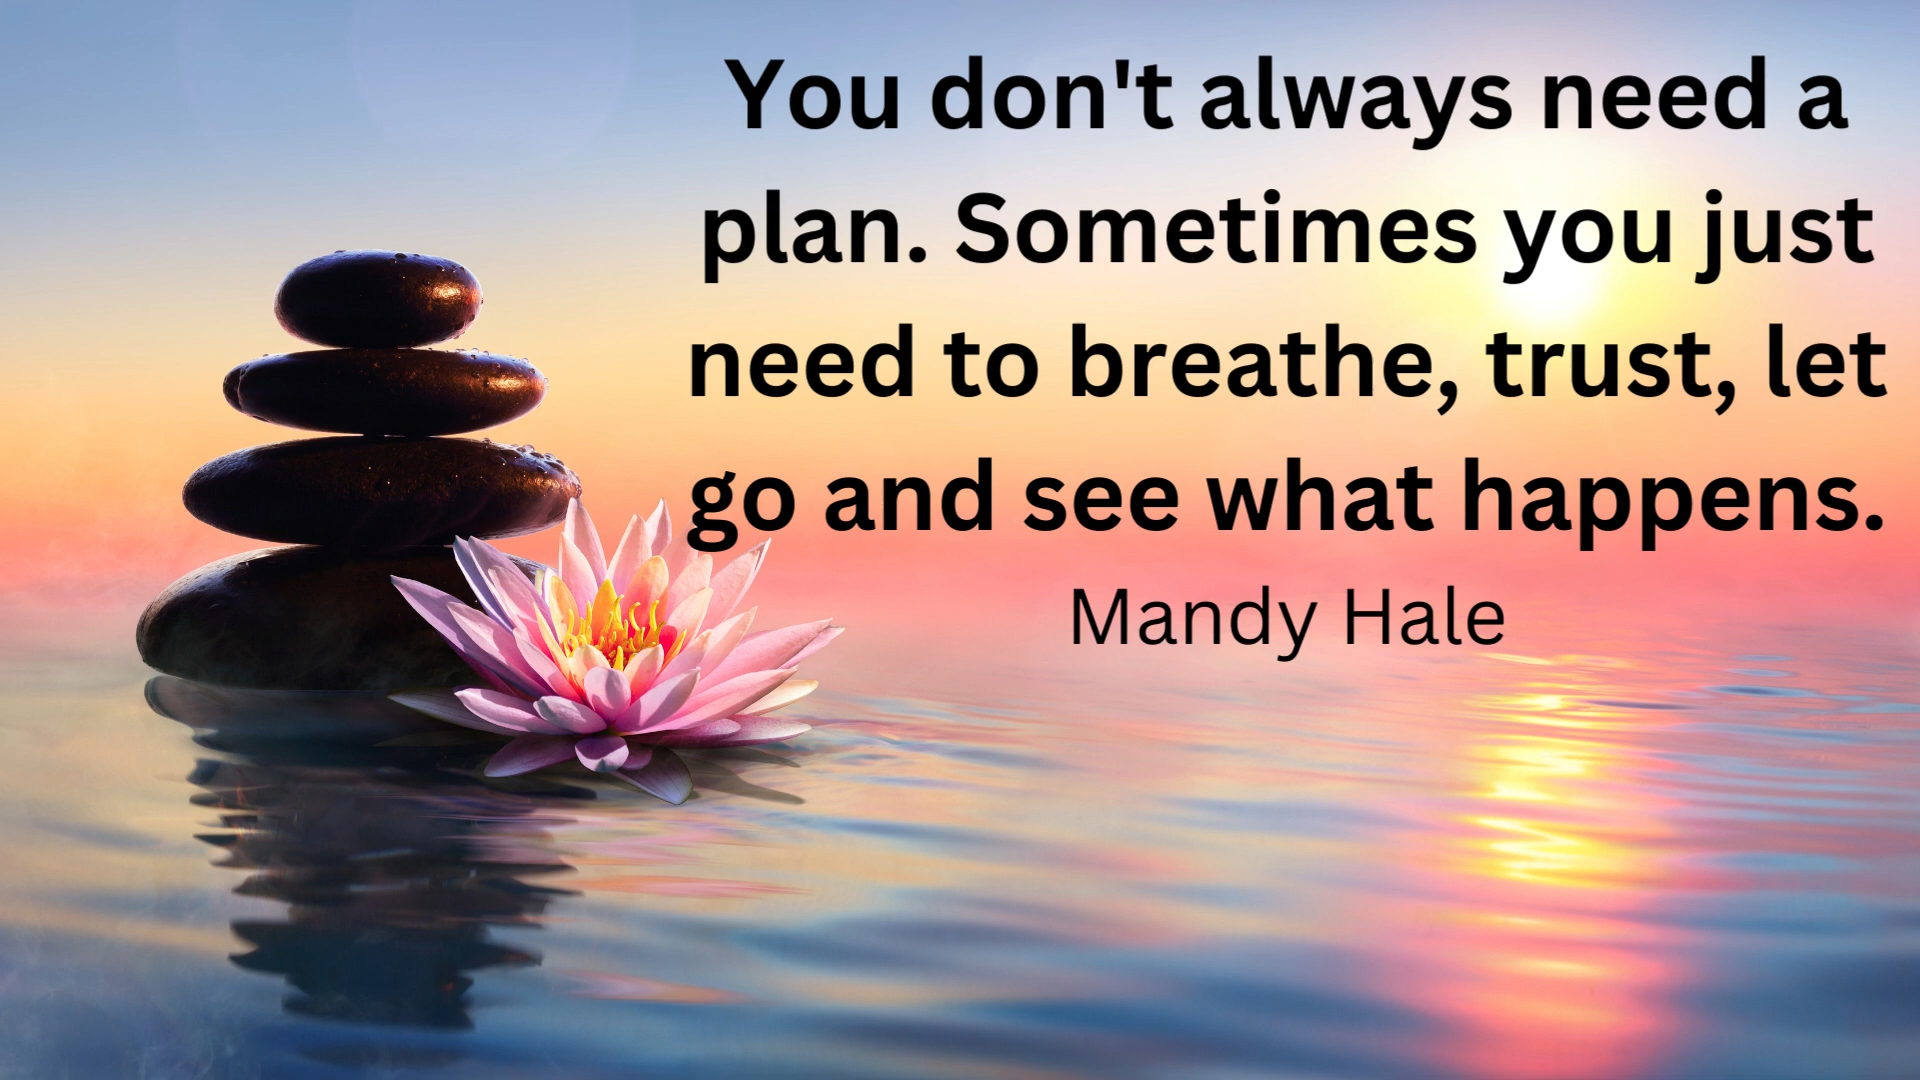 You don't always need a
plan. Sometimes you just
need to breathe, trust, let
go and see what happens.
Mandy Hale